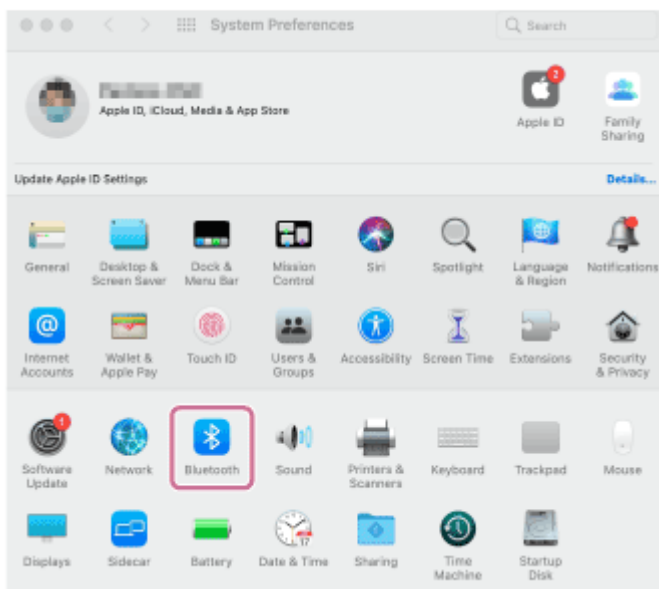 System Preferences
Search
Apple ID, iCloud, Media & App Store
2
Apple ID
Family
Sharing
Update Apple ID Settings
Details...
General
Desktop &
Screen Saver
Dock &
Menu Bar
Mission
Control
Siri
Spotlight
Language
& Region
Notifications
@
Internet
Accounts
Wallet &
Apple Pay
Touch ID
Users &
Groups
Accessibility
Screen Time
Extensions
Security
& Privacy
1
Software
Update
Network
Bluetooth
Sound
Printers &
Scanners
Keyboard
Trackpad
Mouse
Displays
Sidecar
Battery
17
Date & Time
Sharing
Time
Machine
Startup
Disk